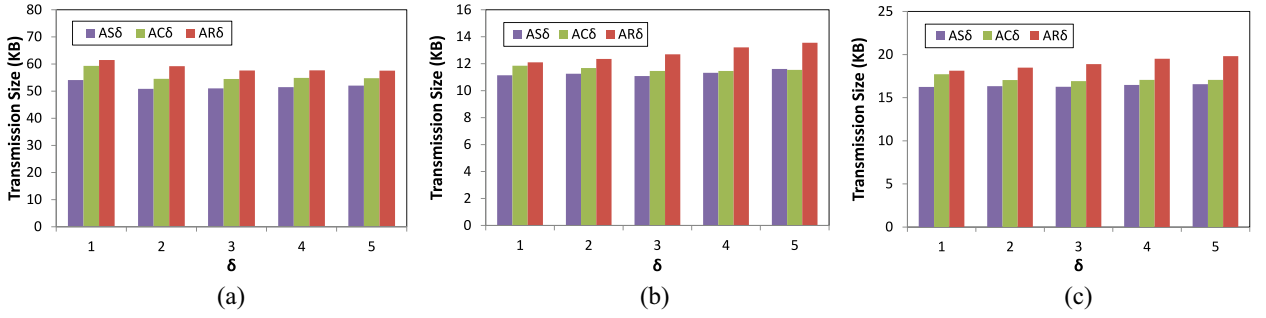 Transmission Size (KB)
80
70
60
50
40
30
20
10
0
ASδ ACδ ARδ
1 2 3 4 5
δ
(a)
Transmission Size (KB)
16
14
12
10
8
6
4
2
0
ASδ ACδ ARδ
1 2 3 4 5
δ
(b)
Transmission Size (KB)
25
20
15
10
5
0
ASδ ACδ ARδ
1 2 3 4 5
δ
(c)